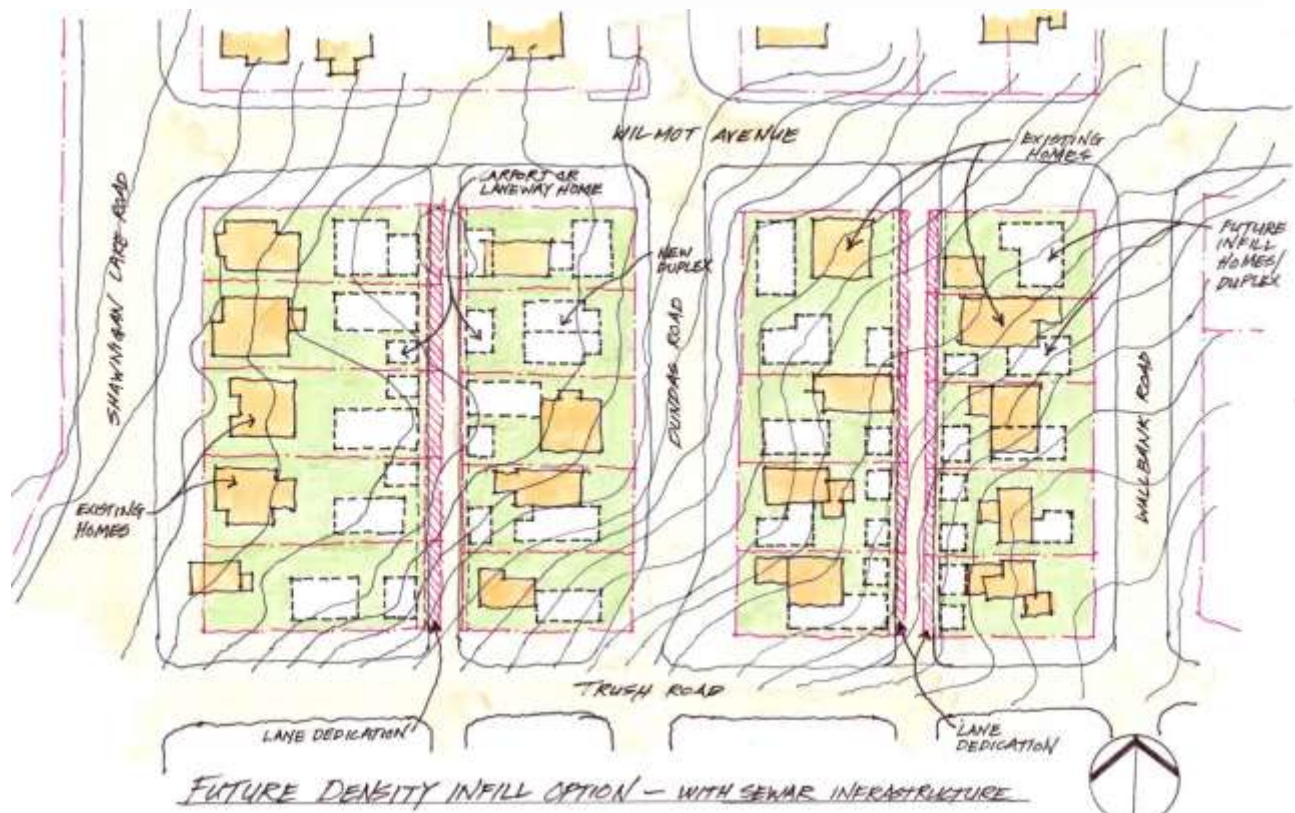 WILMOT AVENUE
EXISTING
HOMES
ARPORT OR
LANEWAY HOME
SHAWNIGAN LAKE ROAD
NEW
DUPLEX
DUNDAS ROAD
FUTURE
INFILL
HOMES/
DUPLEX
WALLBANK ROAD
EXISTING
HOMES
TRUSH ROAD
LANE DEDICATION
LANE
DEDICATION
FUTURE DENSITY INFILL OPTION - WITH SEWAR INFRASTRUCTURE